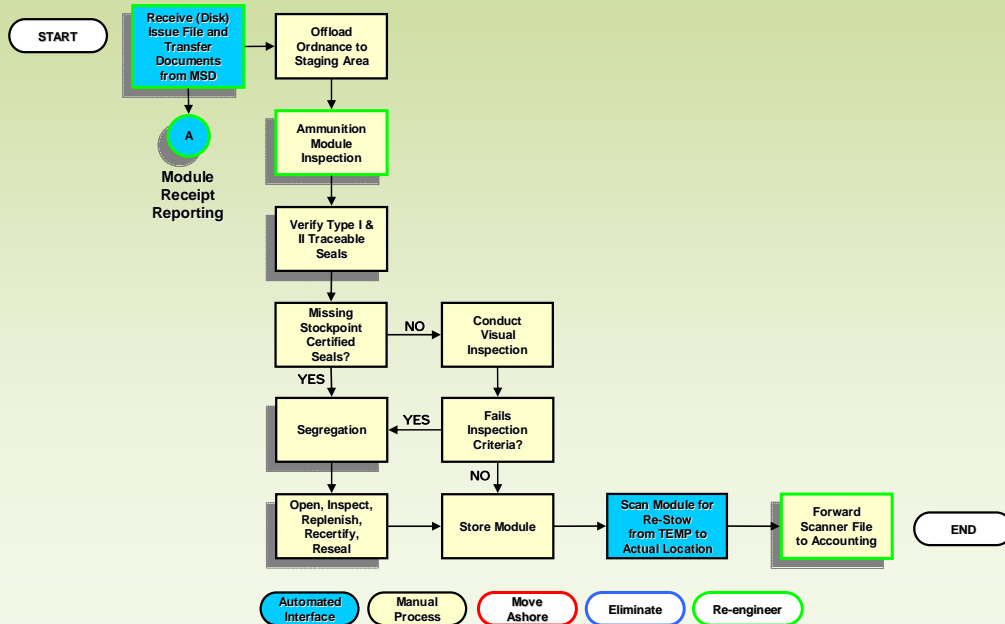 START
Receive (Disk)
Issue File and
Transfer
Documents
from MSD
Offload
Ordnance to
Staging Area
A
Module
Receipt
Reporting
Ammunition
Module
Inspection
Verify Type I &
II Traceable
Seals
Missing
Stockpoint
Certified
Seals?
NO
Conduct
Visual
Inspection
YES
Segregation
YES
Fails
Inspection
Criteria?
NO
Open, Inspect,
Replenish,
Recertify,
Reseal
Store Module
Scan Module for
Re-Stow
from TEMP to
Actual Location
Forward
Scanner File
to Accounting
END
Automated
Interface
Manual
Process
Move
Ashore
Eliminate
Re-engineer